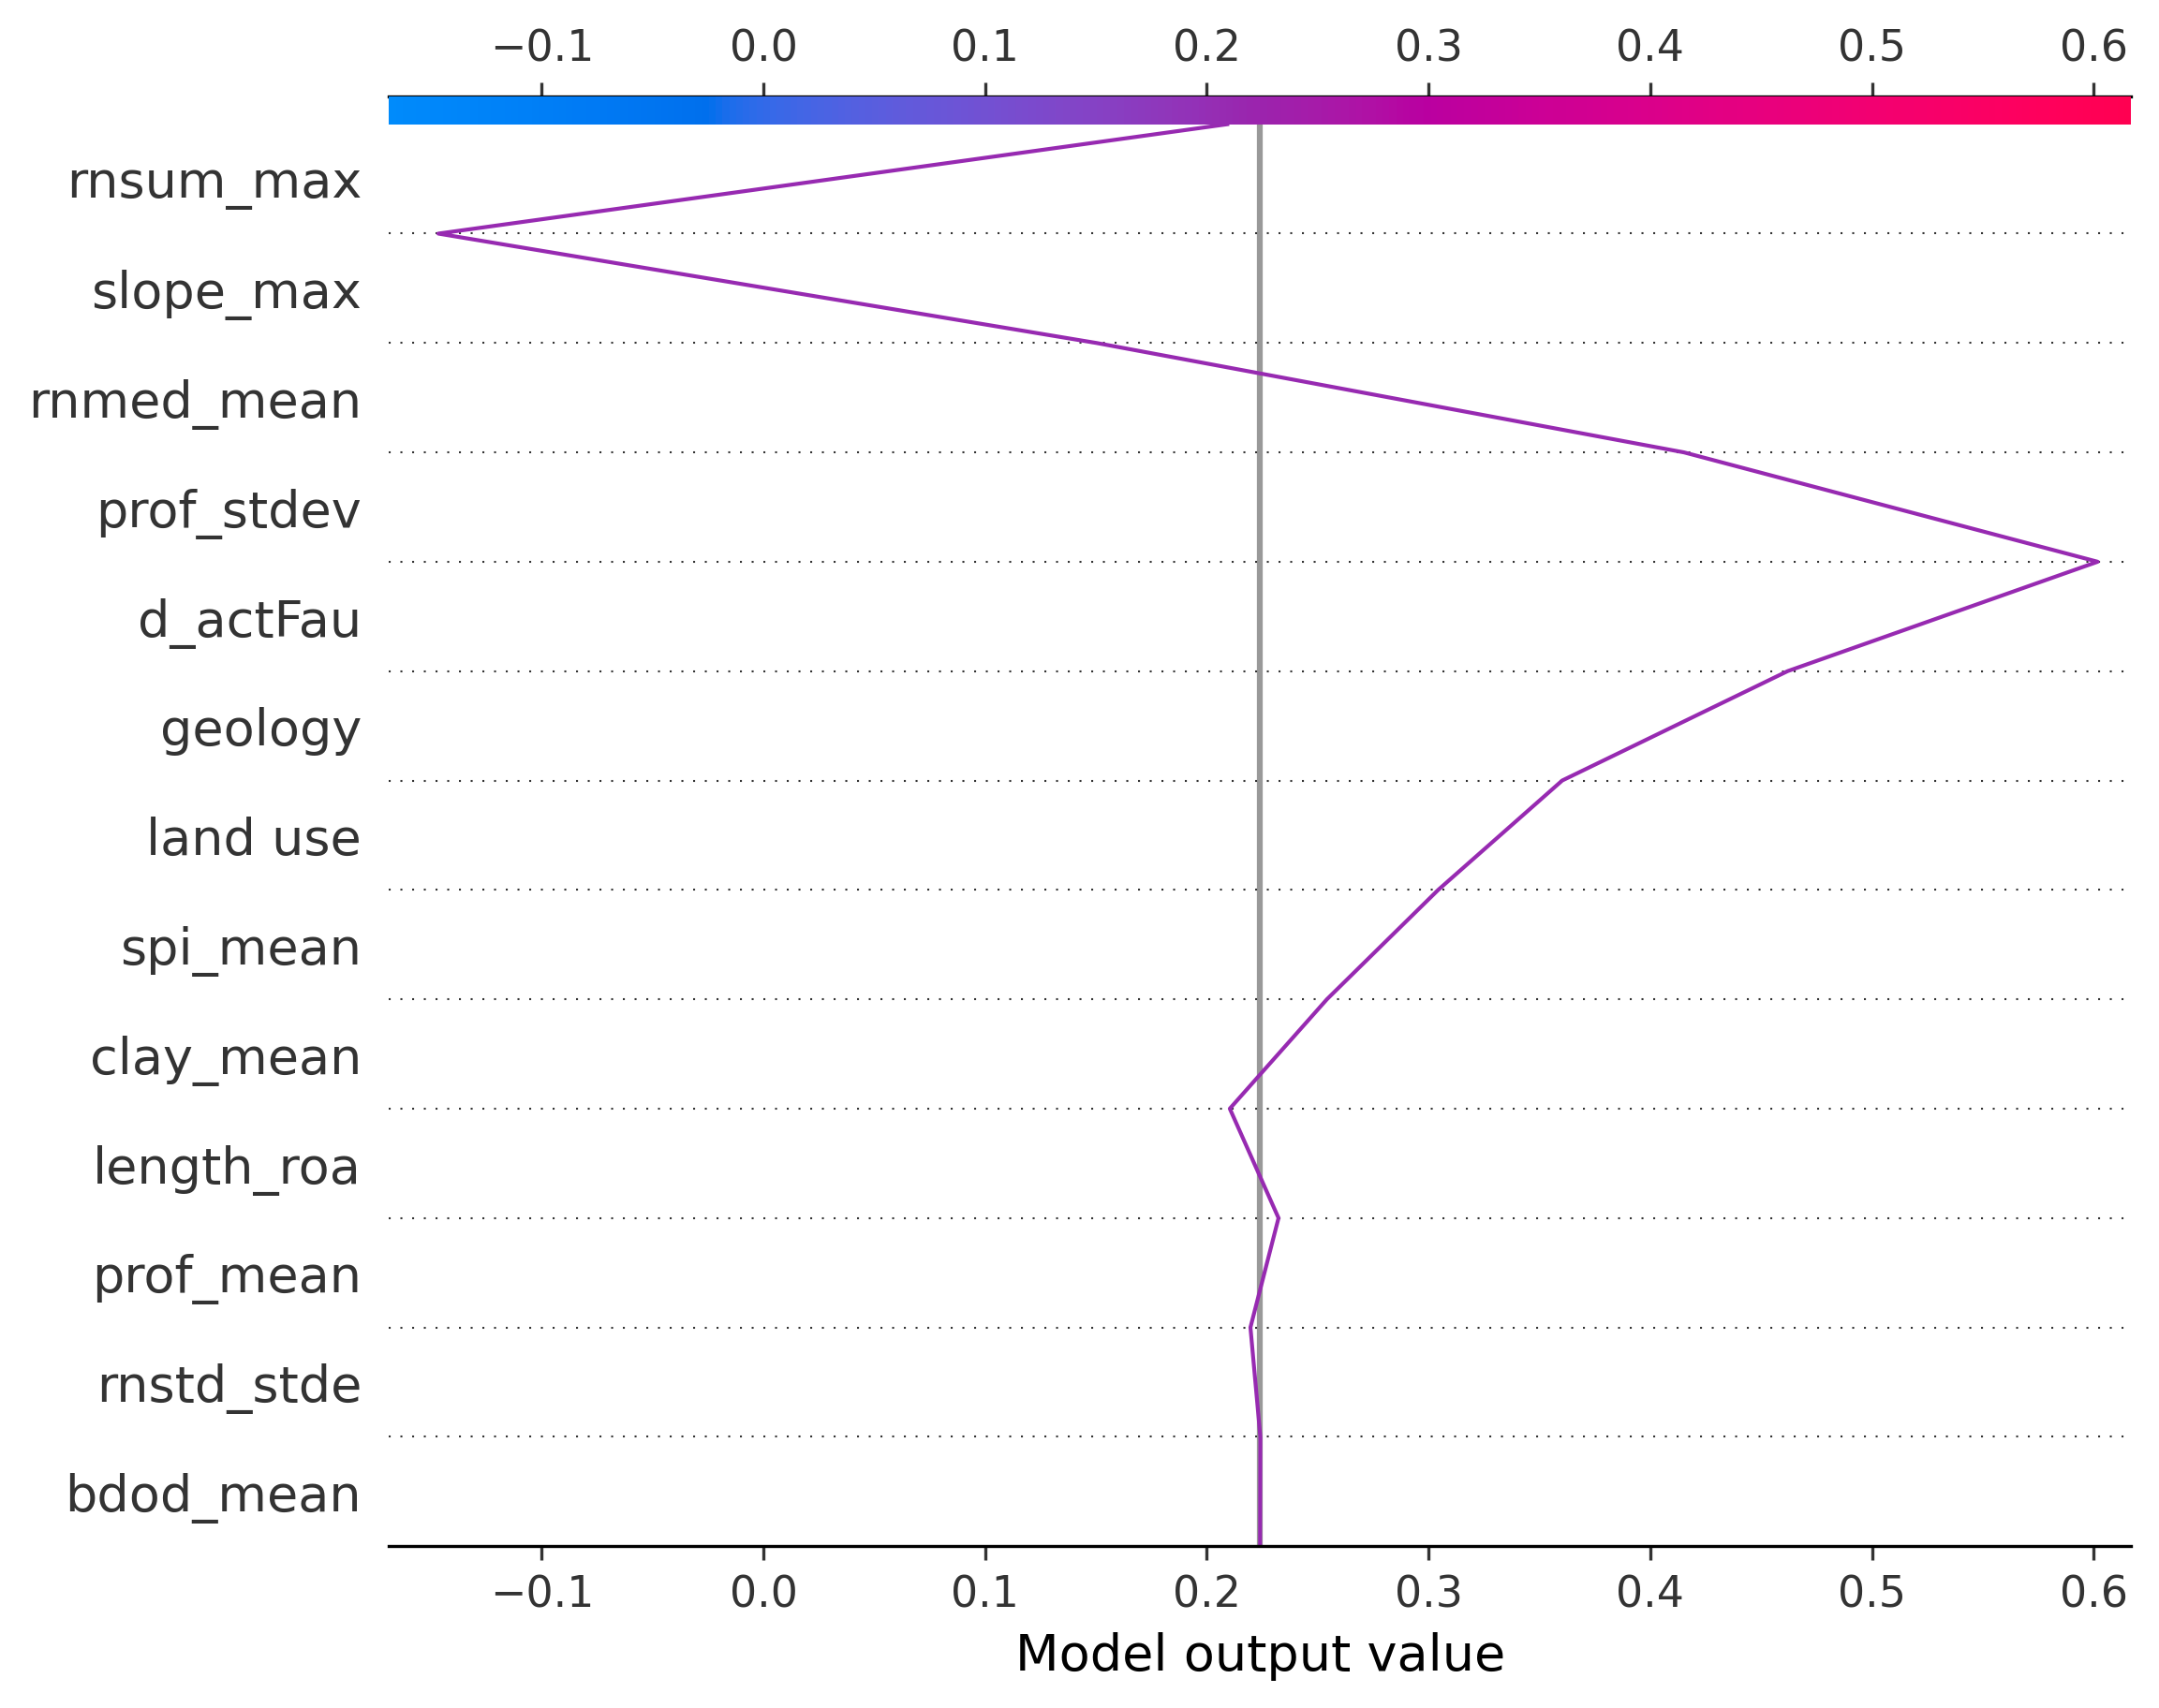 −0.1 0.0 0.1 0.2 0.3 0.4 0.5 0.6
rnsum_max
slope_max
rnmed_mean
prof_stdev
d_actFau
geology
land use
spi_mean
clay_mean
length_roa
prof_mean
rnstd_stde
bdod_mean
−0.1 0.0 0.1 0.2 0.3 0.4 0.5 0.6
Model output value